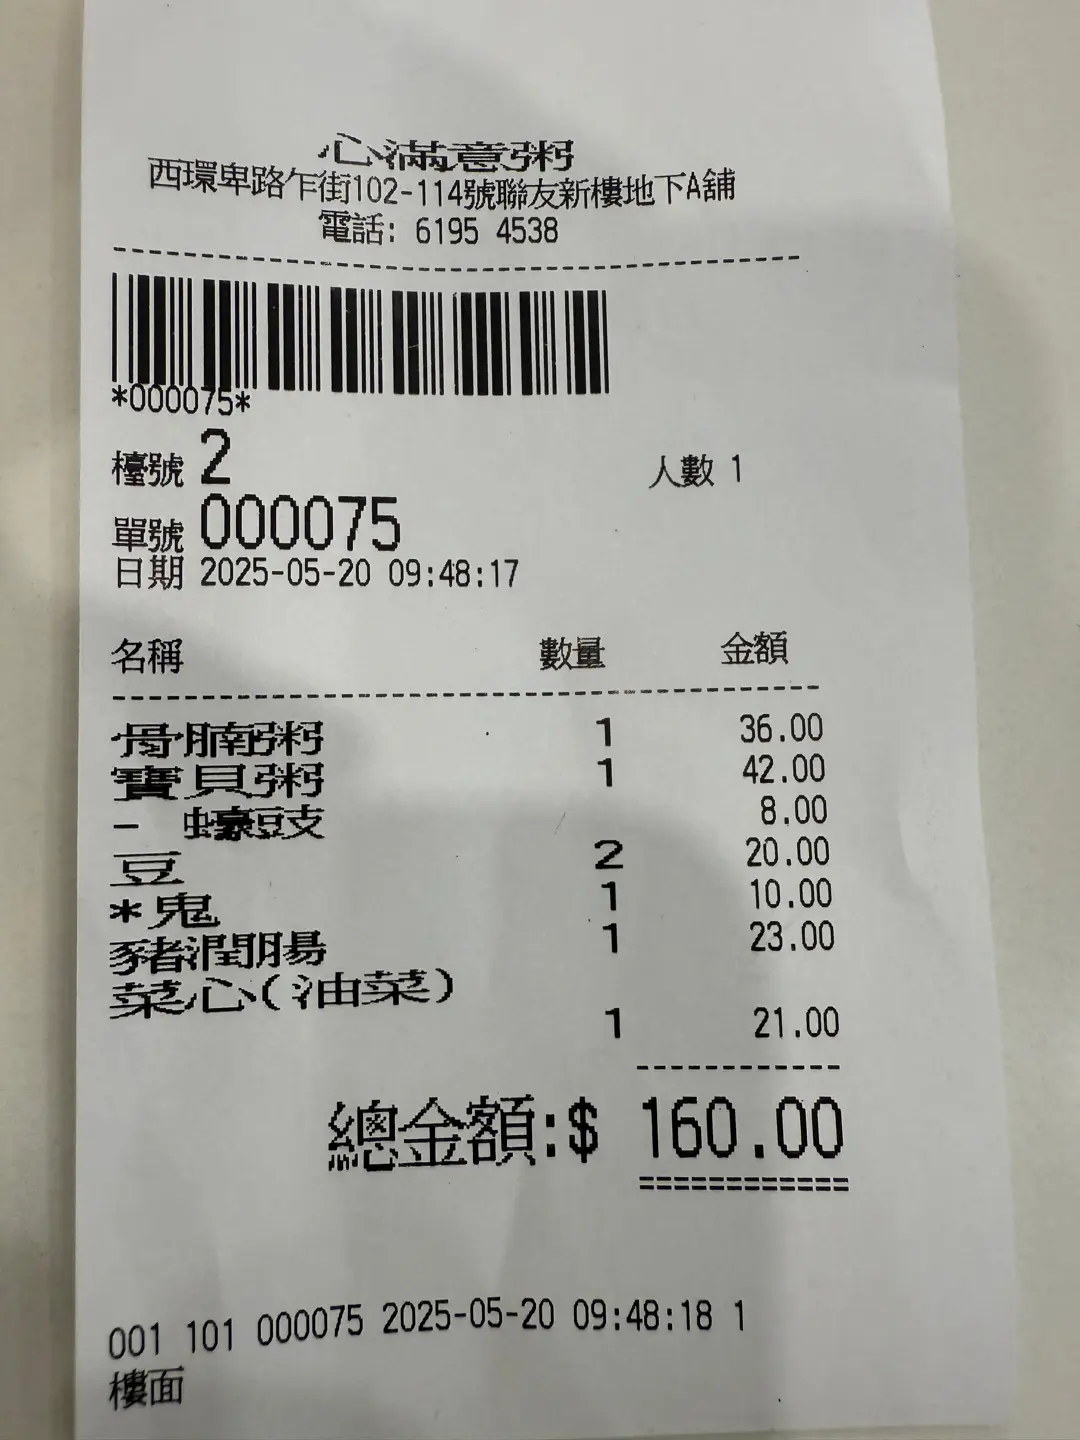 心滿意粥
西環卑路乍街102-114號聯友新樓地下A舖
電話: 6195 4538
*000075*
檯號 2 人數 1
單號 000075
日期 2025-05-20 09:48:17
名稱 數量 金額
骨腩粥 1 36.00
寶貝粥 1 42.00
- 蠔豉 8.00
豆 2 20.00
*鬼 1 10.00
豬潤腸 1 23.00
菜心(油菜)
1 21.00
總金額:$ 160.00
001 101 000075 2025-05-20 09:48:18 1
樓面